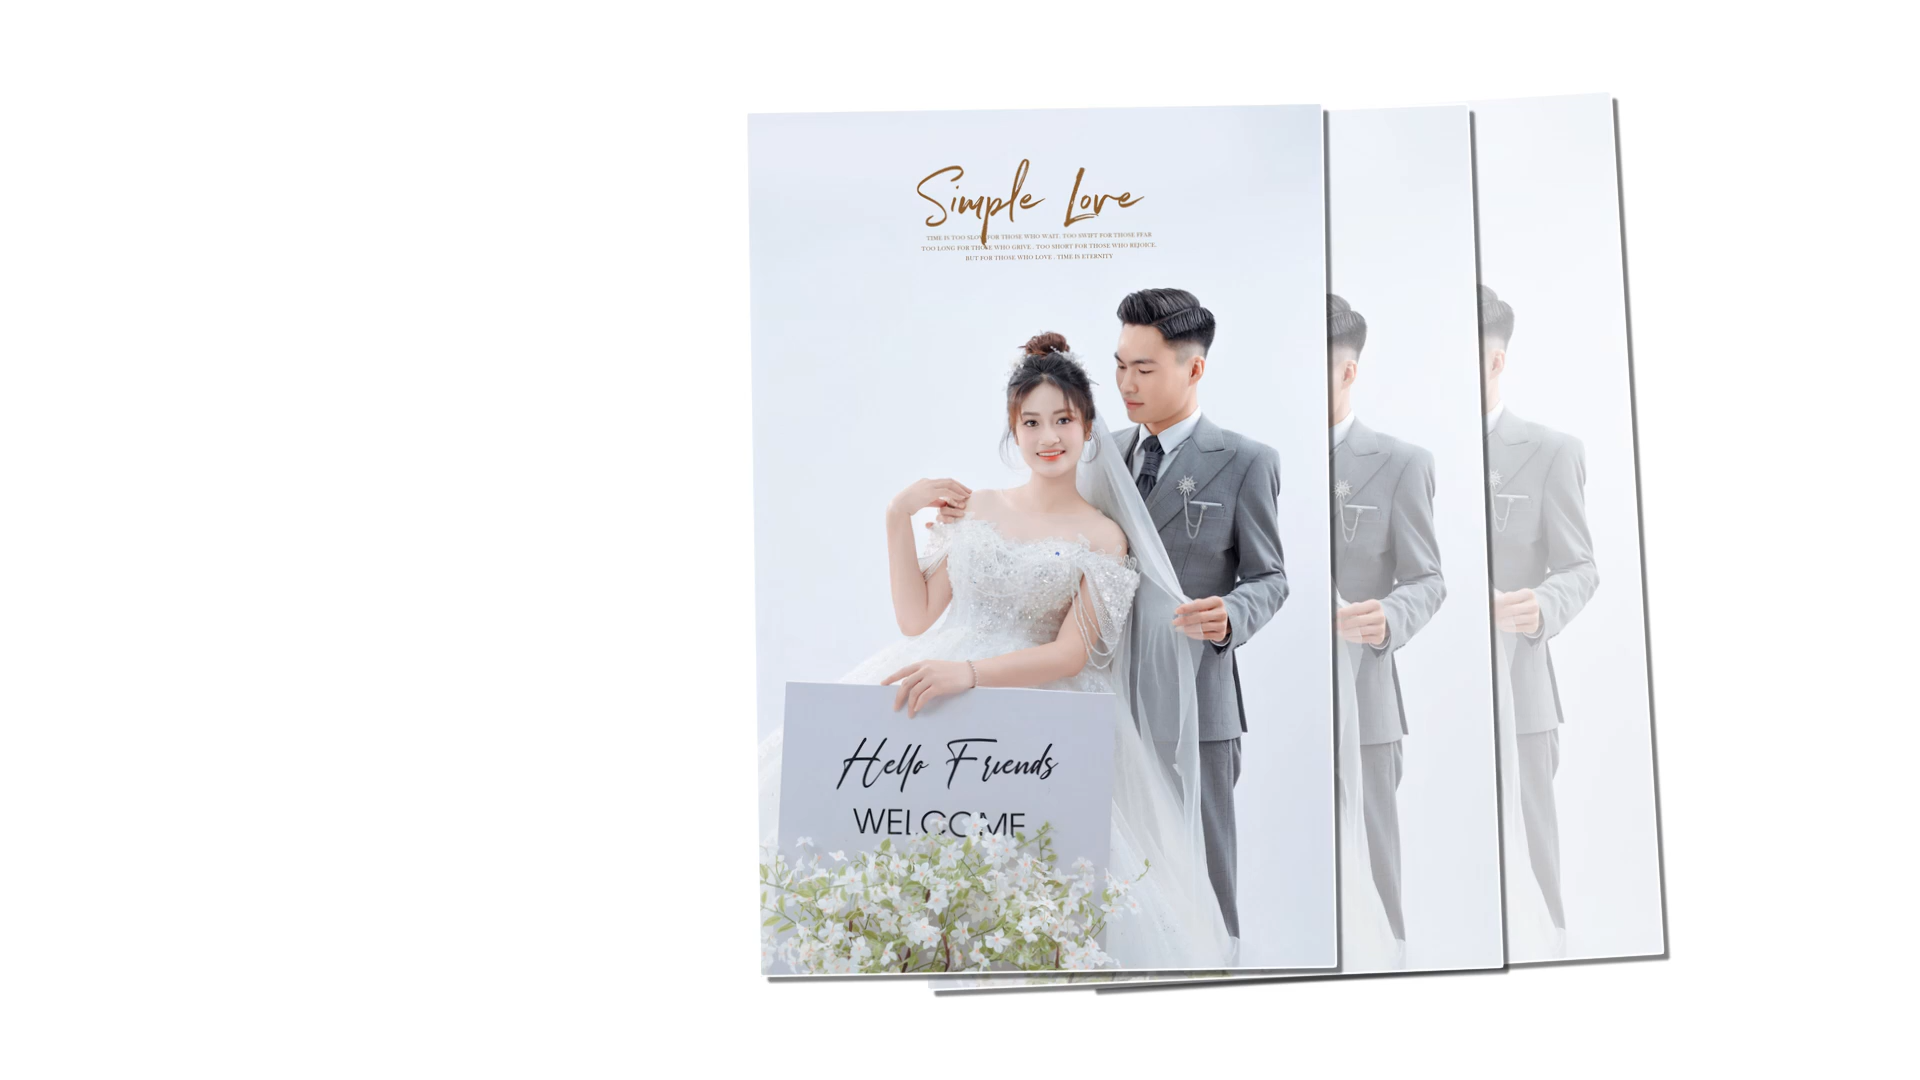 Simple Love
TIME IS TOO SLOW FOR THOSE WHO WAIT. TOO SWIFT FOR THOSE FEAR
TOO LONG FOR THOSE WHO GRIVE . TOO SHORT FOR THOSE WHO REJOICE.
BUT FOR THOSE WHO LOVE . TIME IS ETERNITY
Hello Friends
WELCOME